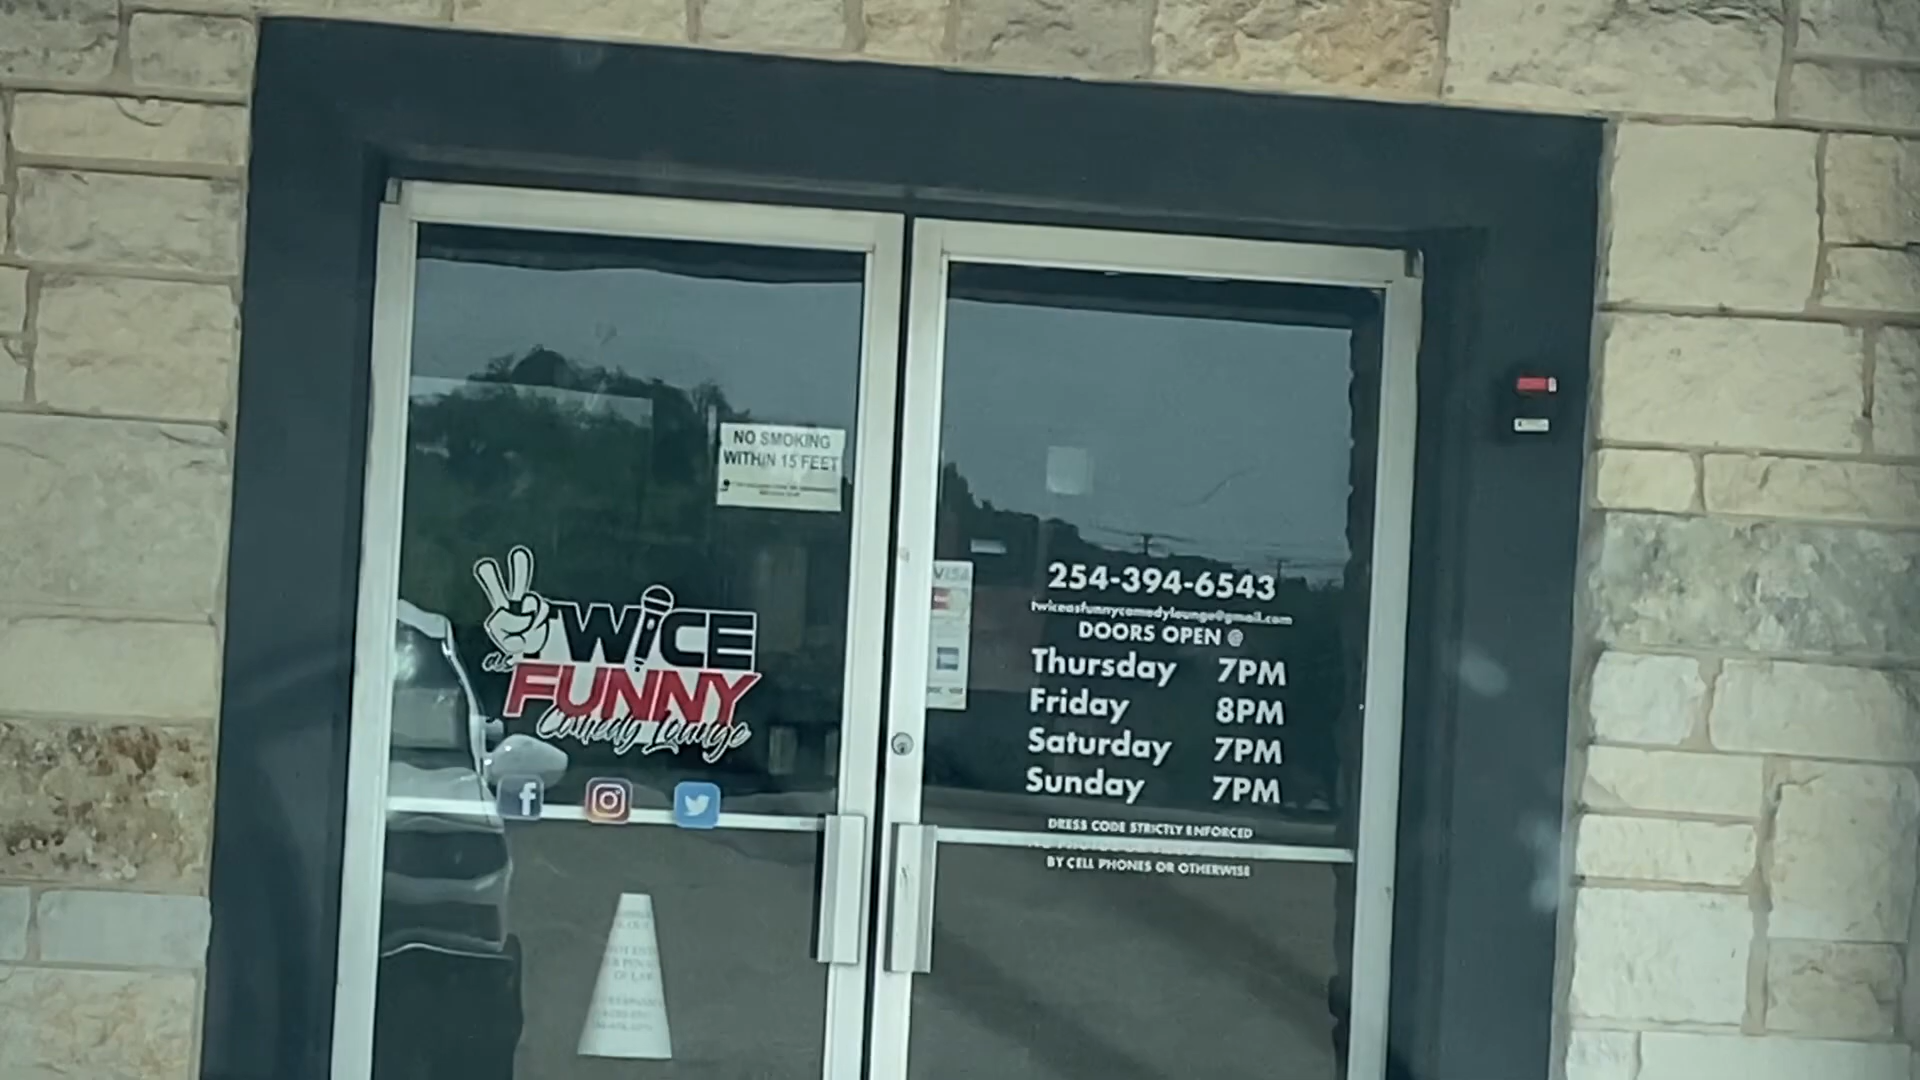 NO SMOKING
WITHIN 15 FEET
TWICE
as
FUNNY
Comedy Lounge
VISA
254-394-6543
twiceasfunnycomedylounge@gmail.com
DOORS OPEN @
Thursday 7PM
Friday 8PM
Saturday 7PM
Sunday 7PM
DRESS CODE STRICTLY ENFORCED
BY CELL PHONES OR OTHERWISE